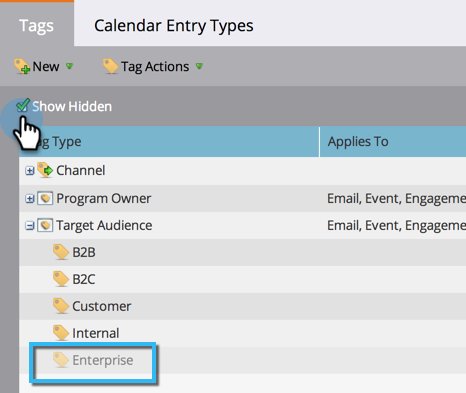 Tags Calendar Entry Types
New Tag Actions
Show Hidden
Type Applies To
Channel
Program Owner Email, Event, Engageme
Target Audience Email, Event, Engageme
B2B
B2C
Customer
Internal
Enterprise